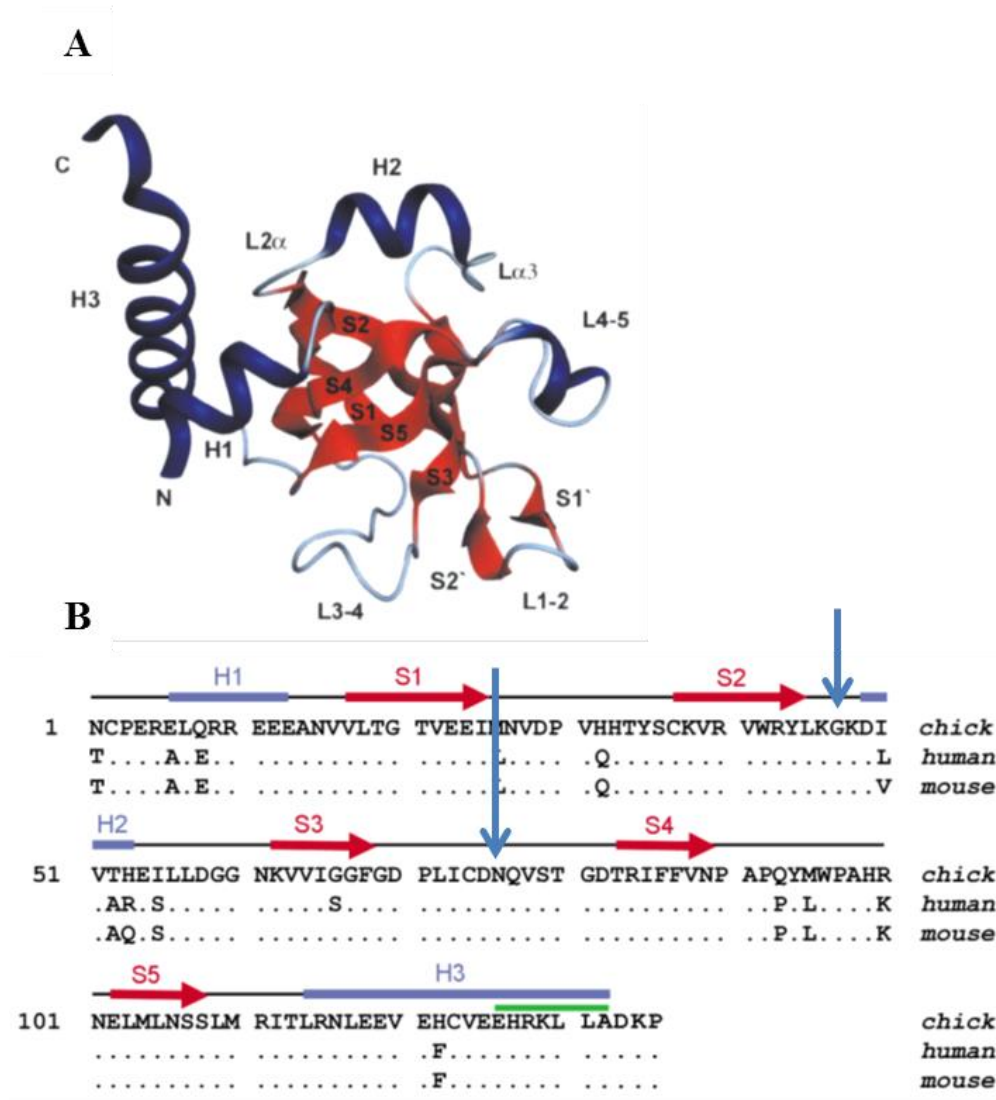 A
C
H2
L2α
Lα3
H3
S2
L4-5
S4
S1
S5
H1
S3
N
S1`
S2`
L3-4
L1-2
B
H1 S1 S2
1 NCPERELQRR EEEANVVLTG TVEEIMNVDP VHHTYSCKVR VWRYLKGKDI chick
T....A.E.. .......... .....L.... .Q........ .........L human
T....A.E.. .......... .....L.... .Q........ .........V mouse
H2 S3 S4
51 VTHEILLDGG NKVVIGGFGD PLICDNQVST GDTRIFFVNP APQYMWPAHR chick
.AR.S..... ....S..... .......... .......... ...P.L...K human
.AQ.S..... .......... .......... .......... ...P.L...K mouse
S5 H3
101 NELMLNSSLM RITLRNLEEV EHCVEEHRKL LADKP chick
.......... .......... .F........ ..... human
.......... .......... .F........ ..... mouse